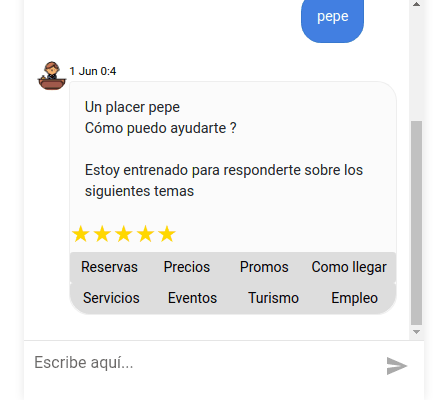 pepe
1 Jun 0:4
Un placer pepe
Cómo puedo ayudarte ?
Estoy entrenado para responderte sobre los
siguientes temas
Reservas Precios Promos Como llegar
Servicios Eventos Turismo Empleo
Escribe aquí...